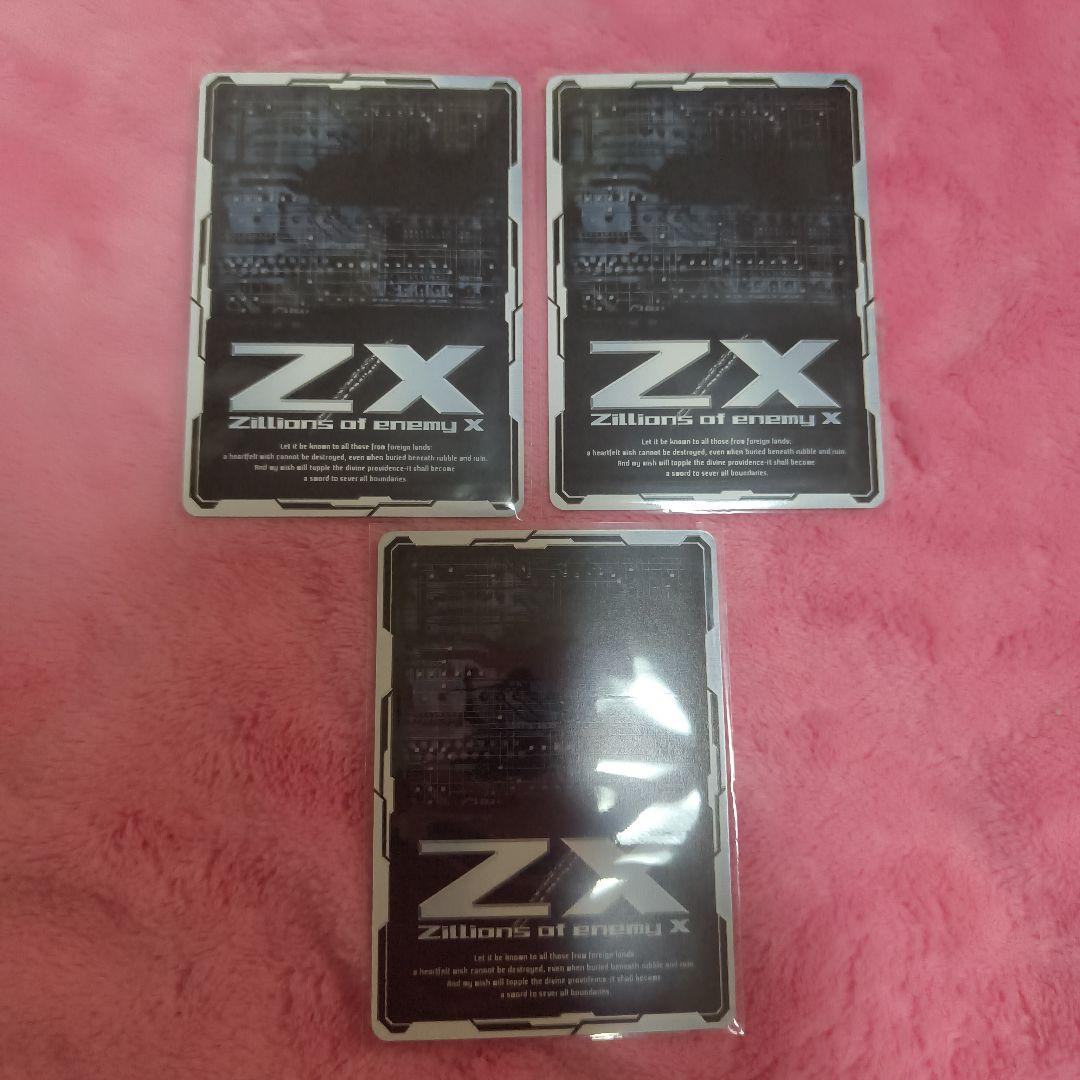 Z/X
Zillions of enemy X
Let it be known to all those from foreign lands:
a heartfelt wish cannot be destroyed, even when buried beneath rubble and ruin.
And my wish will topple the divine providence-it shall become
a sword to sever all boundaries.
Z/X
Zillions of enemy X
Let it be known to all those from foreign lands:
a heartfelt wish cannot be destroyed, even when buried beneath rubble and ruin.
And my wish will topple the divine providence-it shall become
a sword to sever all boundaries.
Z/X
Zillions of enemy X
Let it be known to all those from foreign lands
a heartfelt wish cannot be destroyed, even when buried beneath rubble and ruin.
And my wish will topple the divine providence-it shall become
a sword to sever all boundaries.